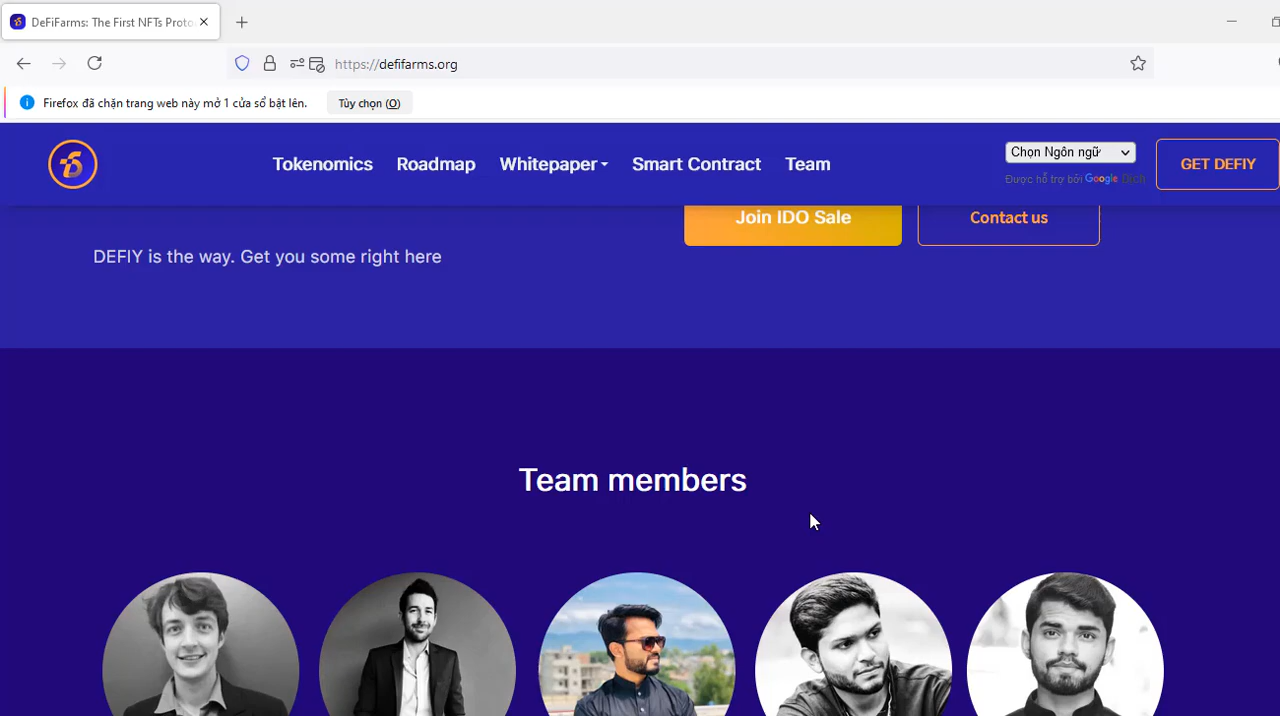 DeFiFarms: The First NFTs Proto
https://defifarms.org
Firefox đã chặn trang web này mở 1 cửa sổ bật lên.
Tùy chọn (O)
Tokenomics
Roadmap
Whitepaper
Smart Contract
Team
Chọn Ngôn ngữ
Được hỗ trợ bởi Google Dịch
GET DEFIY
Join IDO Sale
Contact us
DEFIY is the way. Get you some right here
Team members